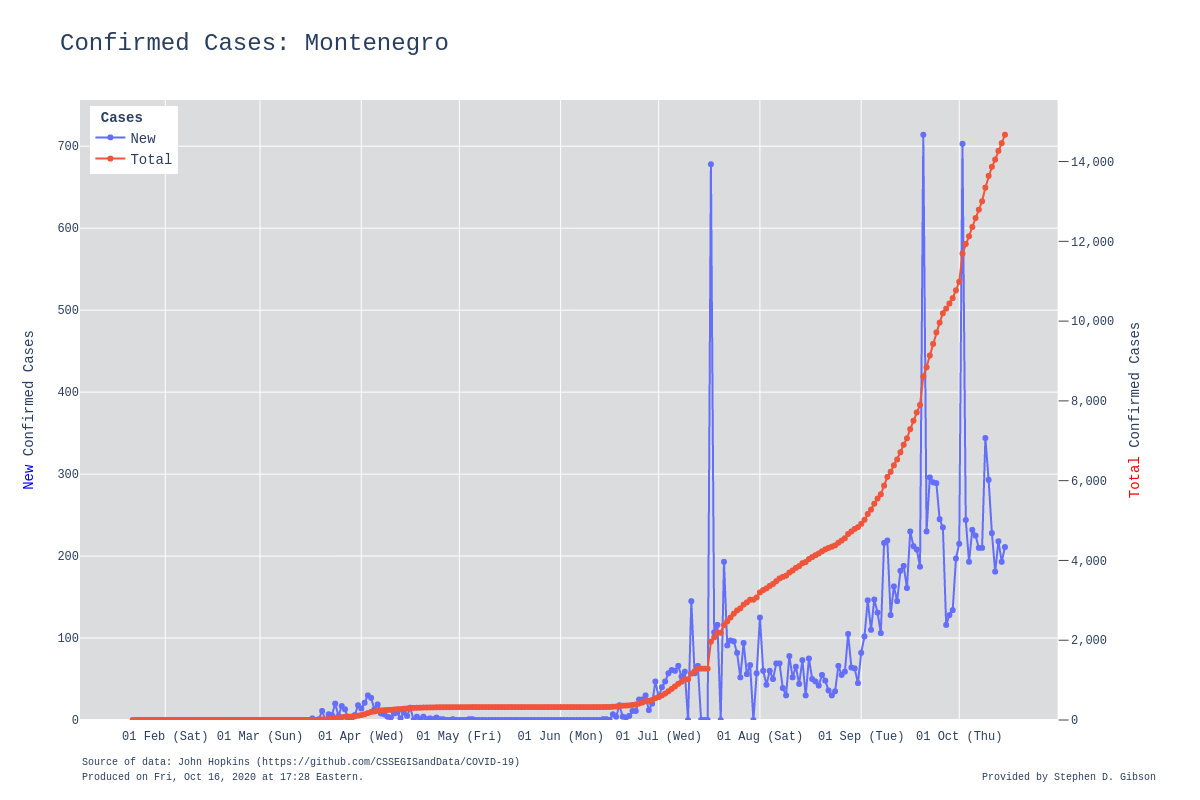 Confirmed Cases: Montenegro
Cases
New
Total
700
600
500
400
300
200
100
0
14,000
12,000
10,000
8,000
6,000
4,000
2,000
0
New Confirmed Cases
Total Confirmed Cases
01 Feb (Sat) 01 Mar (Sun) 01 Apr (Wed) 01 May (Fri) 01 Jun (Mon) 01 Jul (Wed) 01 Aug (Sat) 01 Sep (Tue) 01 Oct (Thu)
Source of data: John Hopkins (https://github.com/CSSEGISandData/COVID-19)
Produced on Fri, Oct 16, 2020 at 17:28 Eastern.
Provided by Stephen D. Gibson